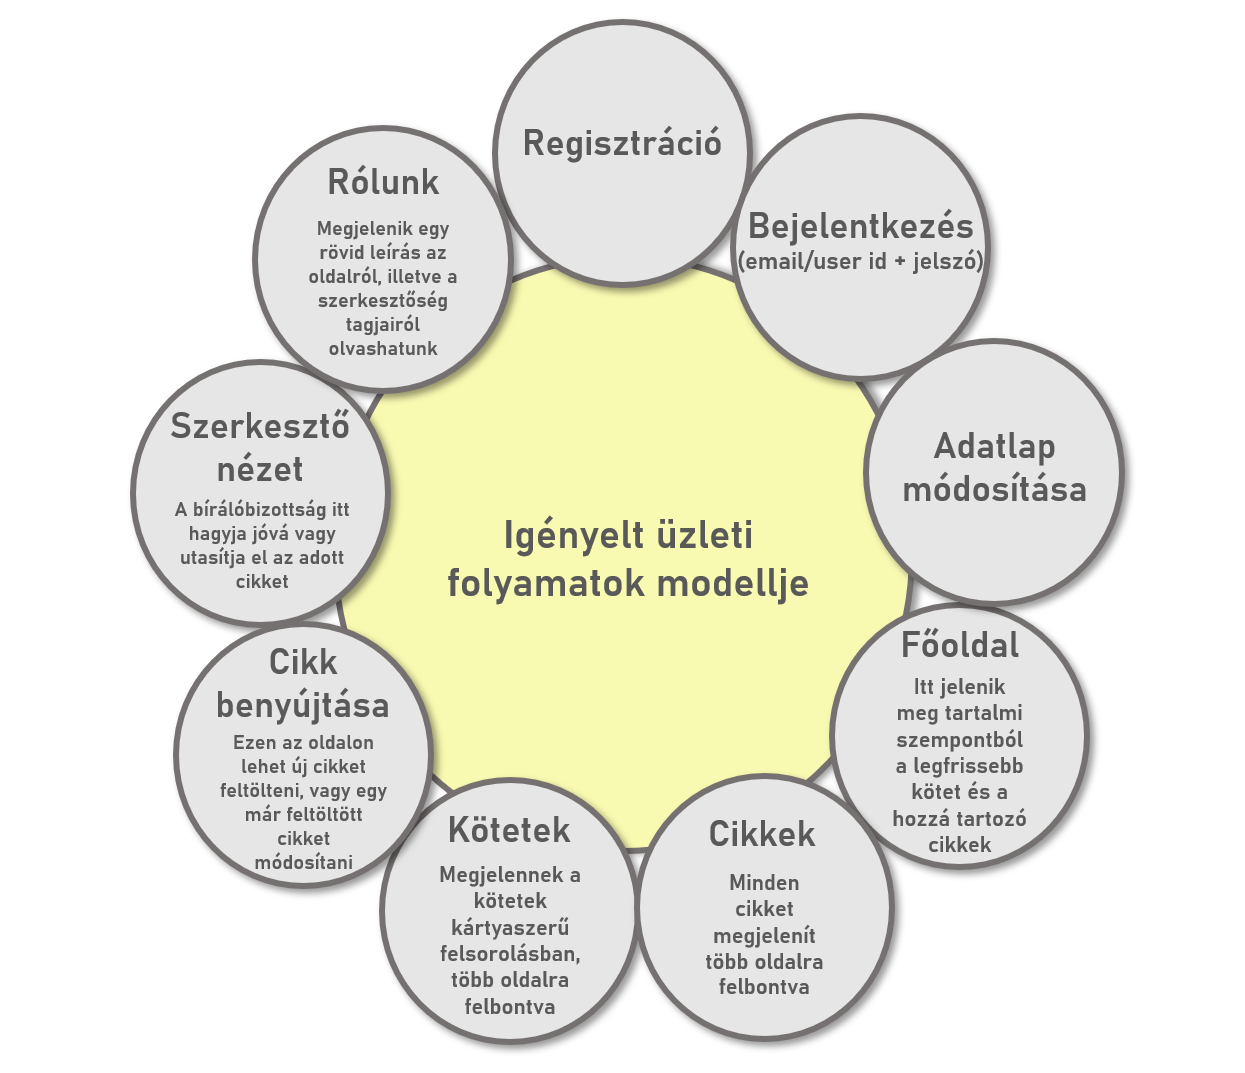 Regisztráció
Bejelentkezés
(email/user id + jelszó)
Adatlap
módosítása
Főoldal
Itt jelenik
meg tartalmi
szempontból
a legfrissebb
kötet és a
hozzá tartozó
cikkek
Cikkek
Minden
cikket
megjelenít
több oldalra
felbontva
Kötetek
Megjelennek a
kötetek
kártyaszerű
felsorolásban,
több oldalra
felbontva
Cikk
benyújtása
Ezen az oldalon
lehet új cikket
feltölteni, vagy egy
már feltöltött
cikket
módosítani
Szerkesztő
nézet
A bírálóbizottság itt
hagyja jóvá vagy
utasítja el az adott
cikket
Rólunk
Megjelenik egy
rövid leírás az
oldalról, illetve a
szerkesztőség
tagjairól
olvashatunk
Igényelt üzleti
folyamatok modellje